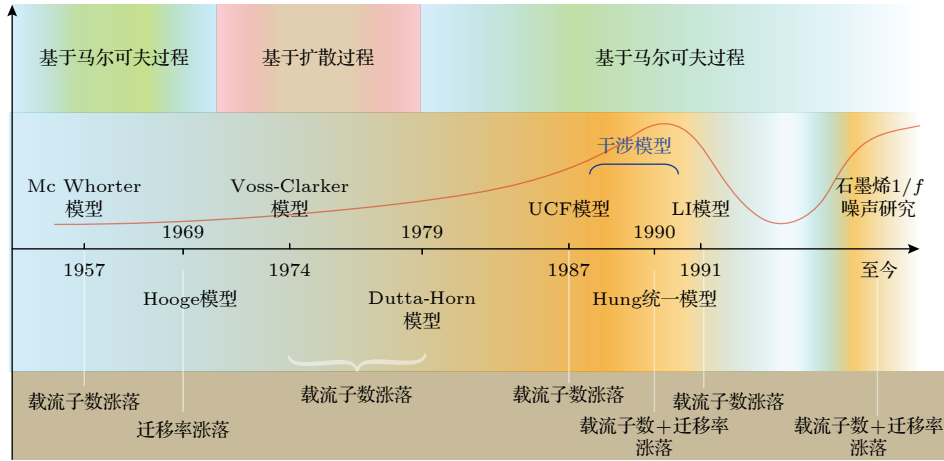 基于马尔可夫过程
基于扩散过程
基于马尔可夫过程
干涉模型
Mc Whorter
模型
Voss-Clarker
模型
UCF模型
LI模型
石墨烯1/f
噪声研究
1969
1979
1990
1957
1974
1987
1991
至今
Hooge模型
Dutta-Horn
模型
Hung统一模型
载流子数涨落
迁移率涨落
载流子数涨落
载流子数涨落
载流子数+迁移率
涨落
载流子数涨落
载流子数+迁移率
涨落